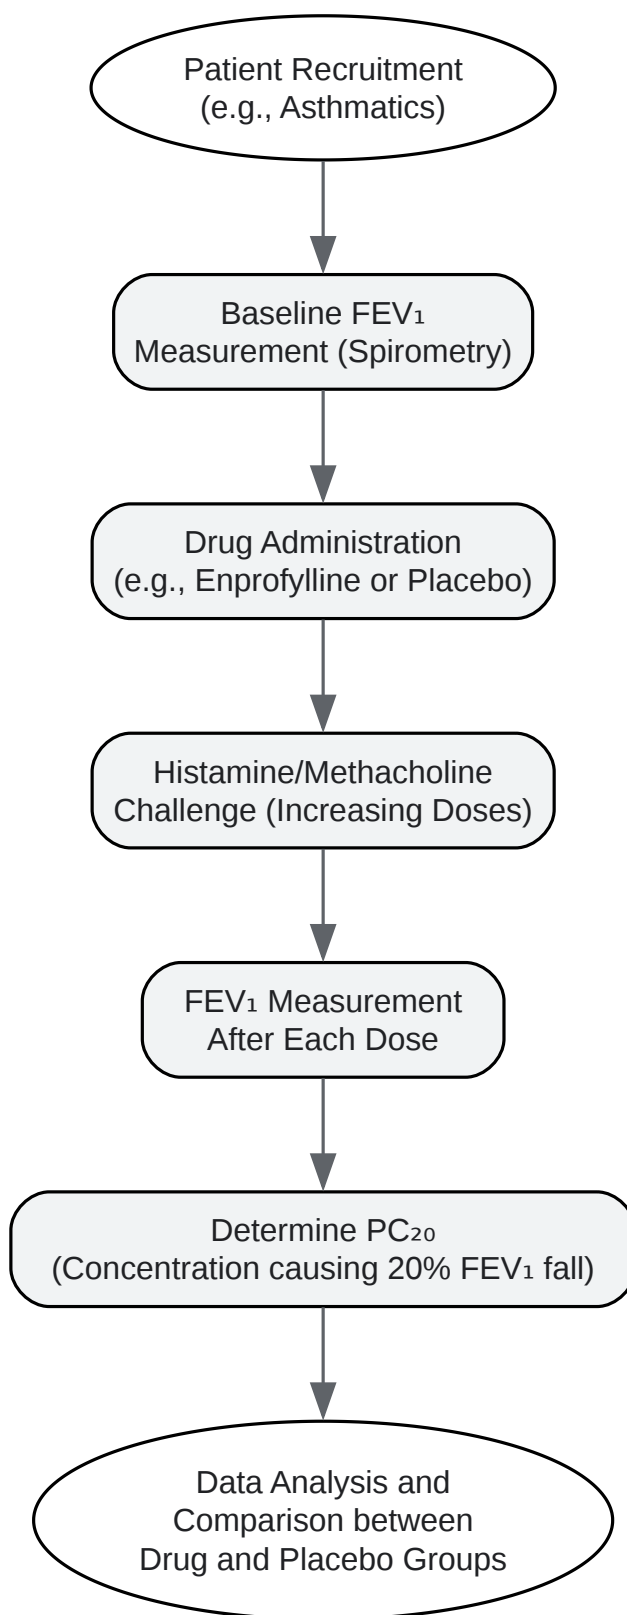 Patient Recruitment
(e.g., Asthmatics)
Baseline FEV₁
Measurement (Spirometry)
Drug Administration
(e.g., Enprofylline or Placebo)
Histamine/Methacholine
Challenge (Increasing Doses)
FEV₁ Measurement
After Each Dose
Determine PC₂₀
(Concentration causing 20% FEV₁ fall)
Data Analysis and
Comparison between
Drug and Placebo Groups